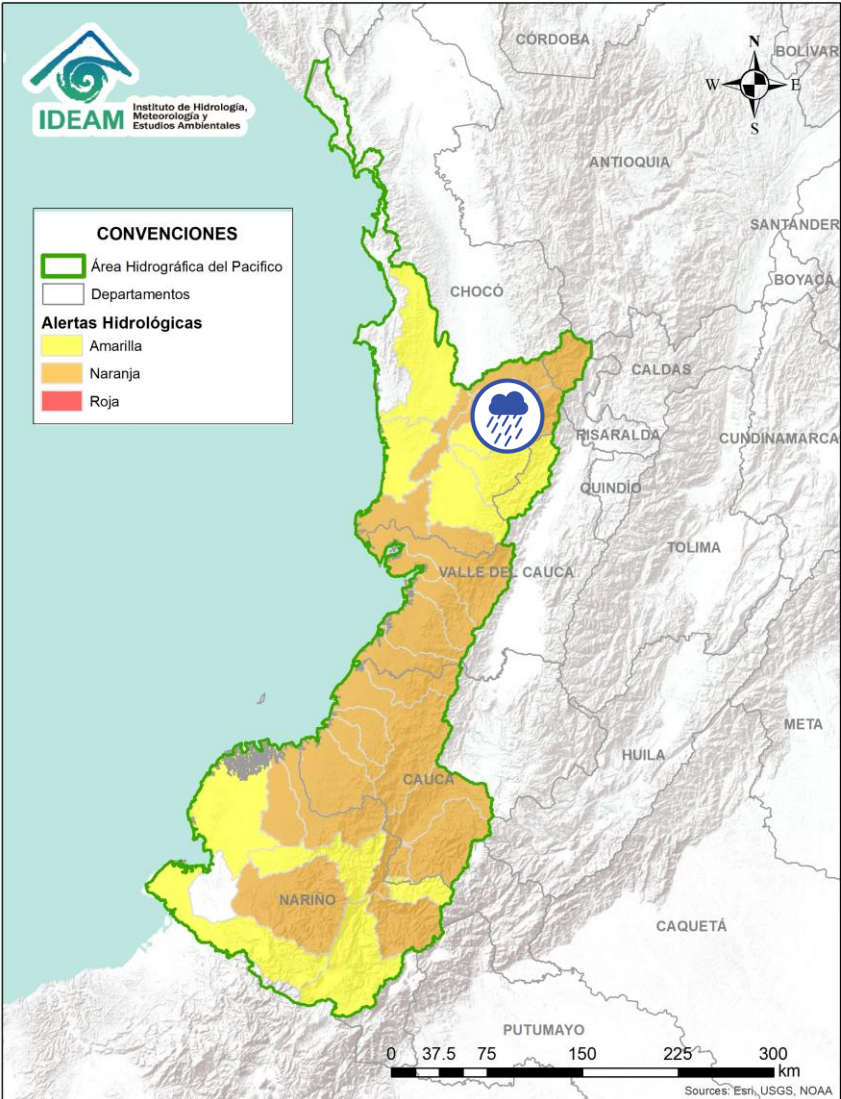 IDEAM
Instituto de Hidrología,
Meteorología y
Estudios Ambientales
CÓRDOBA
BOLÍVAR
N
W
E
S
ANTIOQUIA
SANTANDER
BOYACÁ
CONVENCIONES
Área Hidrográfica del Pacifico
Departamentos
Alertas Hidrológicas
Amarilla
Naranja
Roja
CHOCÓ
CALDAS
RISARALDA
CUNDINAMARCA
QUINDÍO
TOLIMA
VALLE DEL CAUCA
META
HUILA
CAUCA
NARIÑO
CAQUETÁ
PUTUMAYO
0 37.5 75 150 225 300
km
Sources: Esri, USGS, NOAA